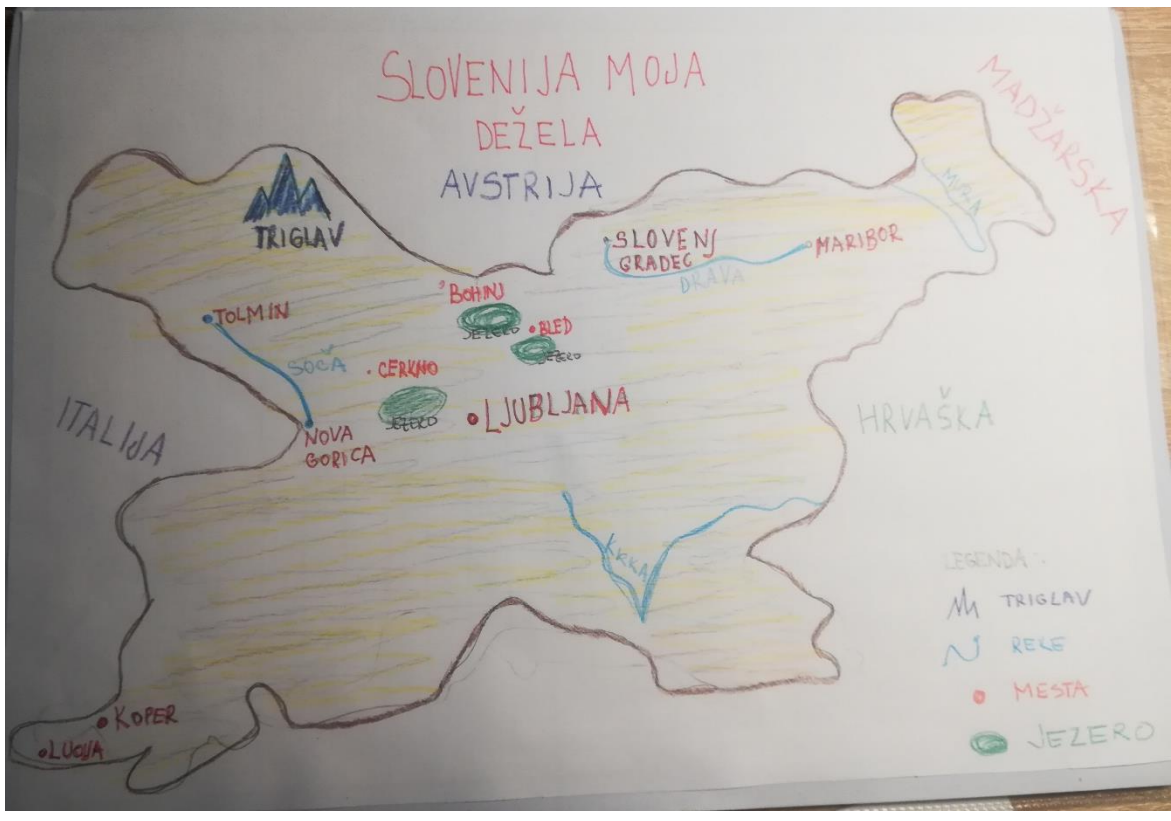 SLOVENIJA MOJA
DEŽELA
AVSTRIJA
MADŽARSKA
TRIGLAV
SLOVENJ
GRADEC
MARIBOR
DRAVA
MURA
BOHINJ
JEZERO
BLED
JEZERO
TOLMIN
SOČA
CERKNO
JEZERO
LJUBLJANA
ITALIJA
NOVA
GORICA
HRVAŠKA
KRKA
KOPER
LEGENDA:
TRIGLAV
REKE
MESTA
JEZERO